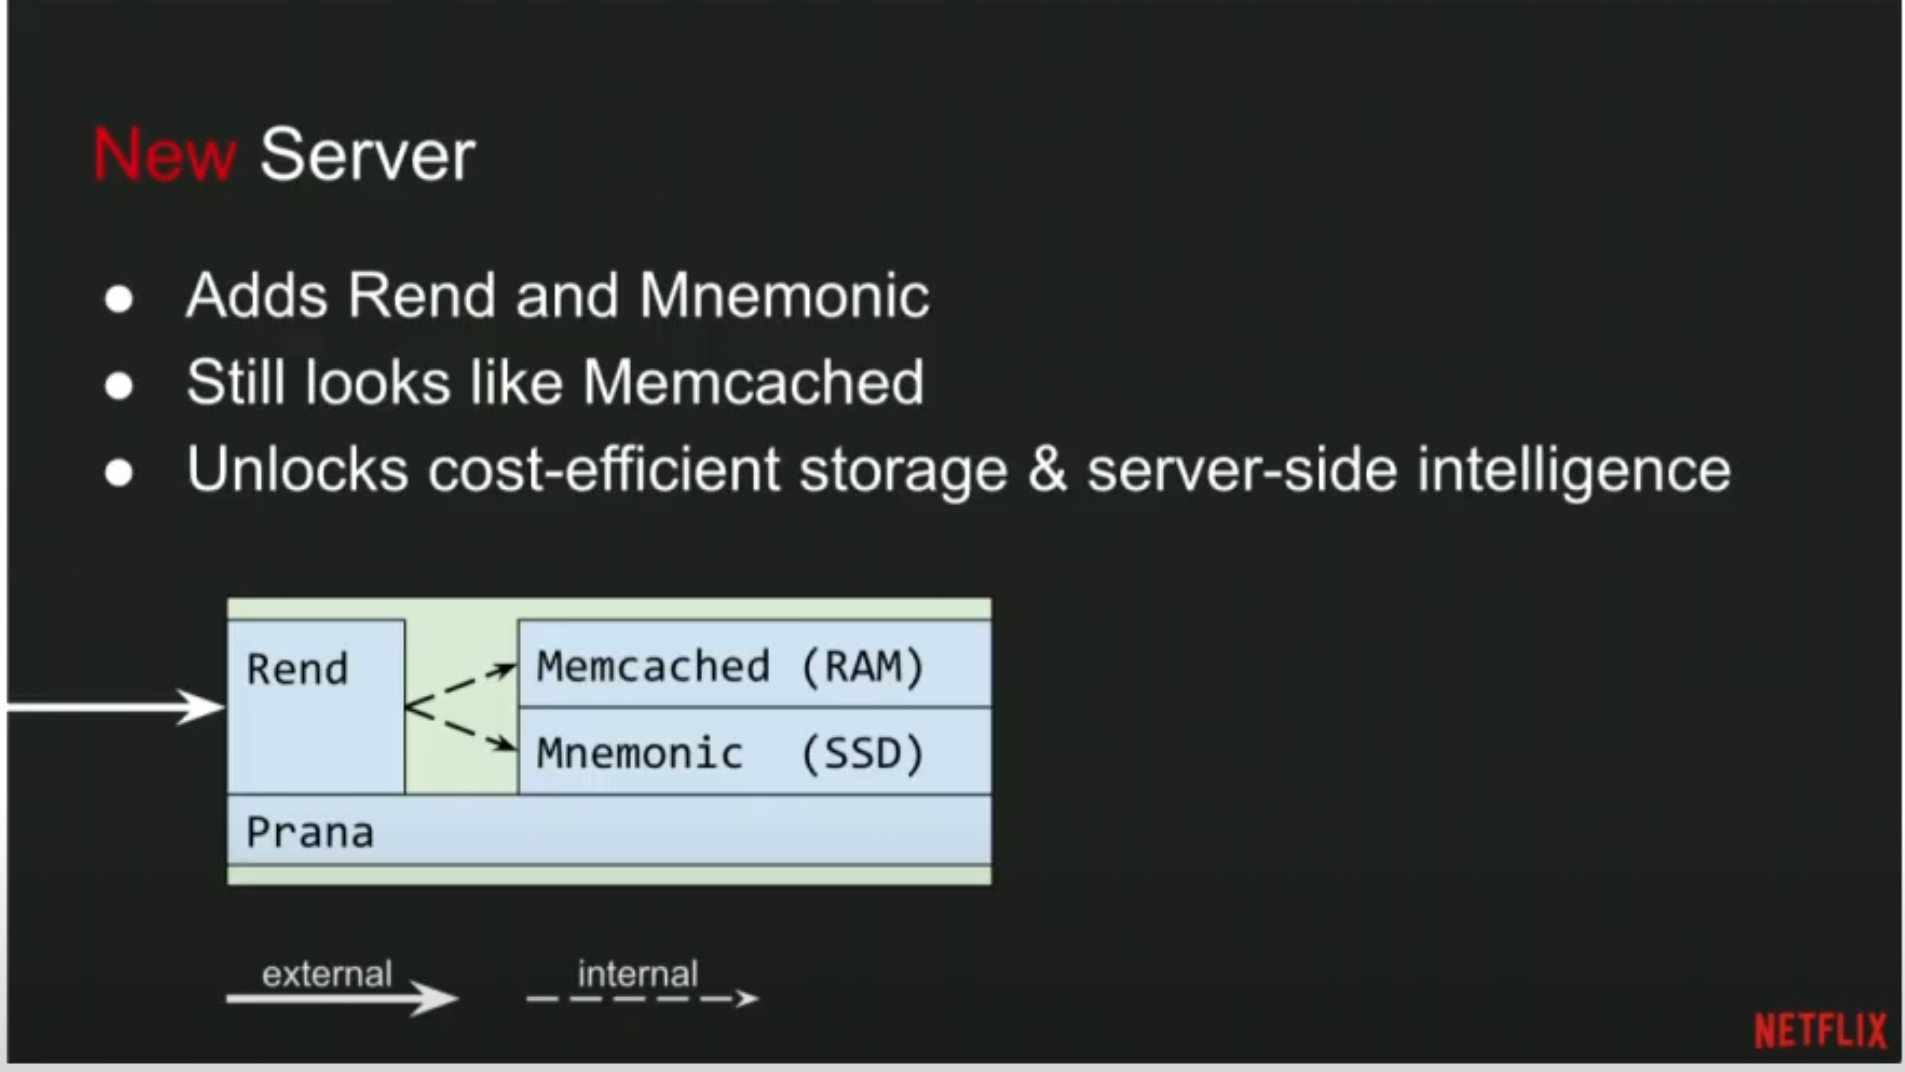 New Server
● Adds Rend and Mnemonic
● Still looks like Memcached
● Unlocks cost-efficient storage & server-side intelligence
Rend
Memcached (RAM)
Mnemonic (SSD)
Prana
external
internal
NETFLIX